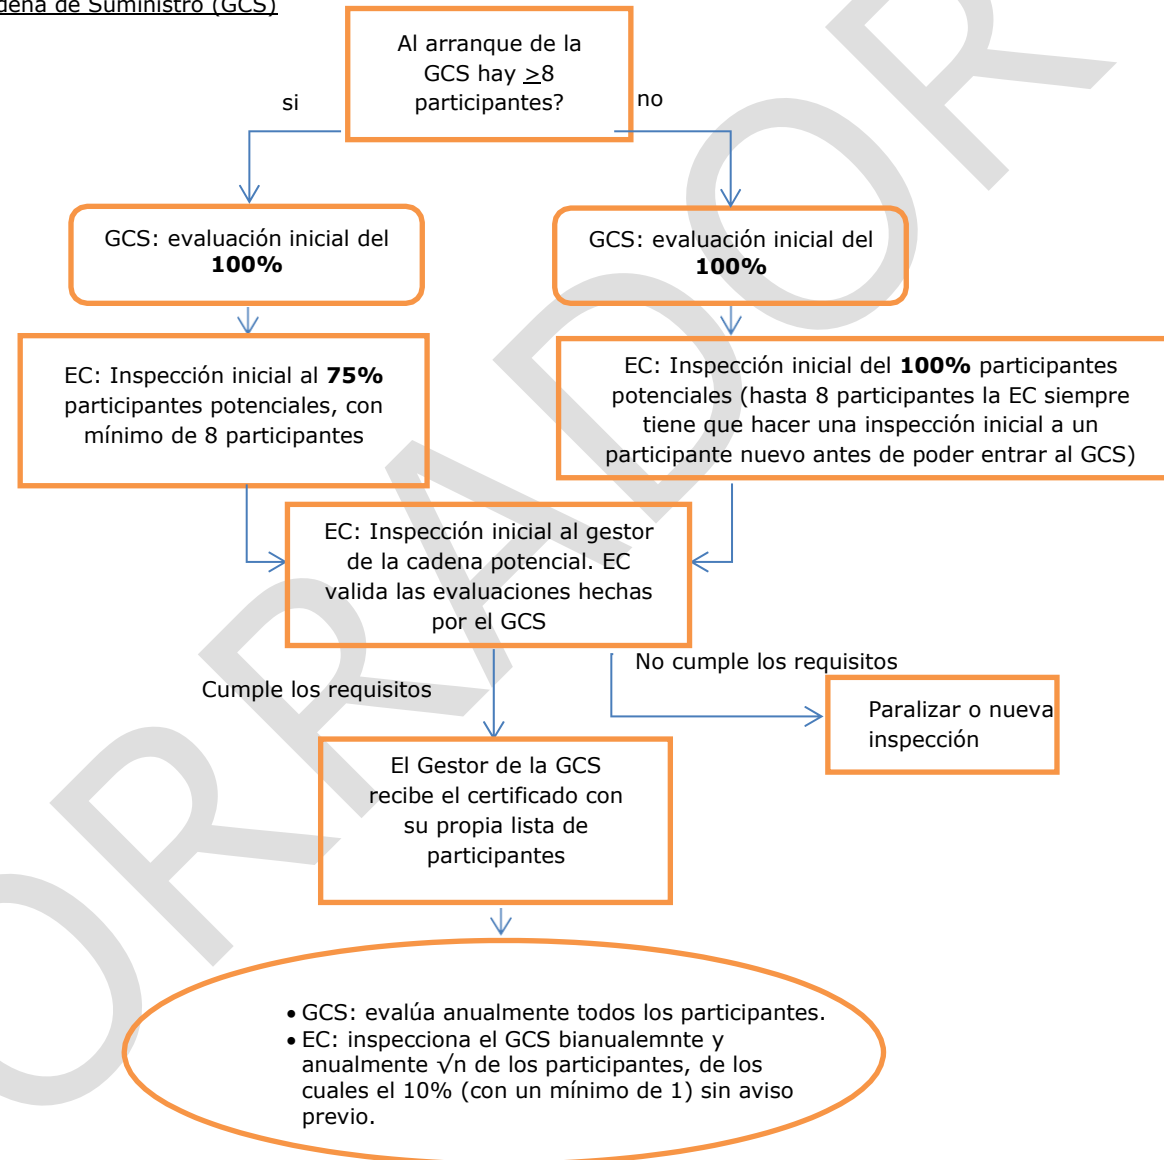 dena de Suministro (GCS)
Al arranque de la
GCS hay >8
participantes?
si
no
GCS: evaluación inicial del
100%
GCS: evaluación inicial del
100%
EC: Inspección inicial al 75%
participantes potenciales, con
mínimo de 8 participantes
EC: Inspección inicial del 100% participantes
potenciales (hasta 8 participantes la EC siempre
tiene que hacer una inspección inicial a un
participante nuevo antes de poder entrar al GCS)
EC: Inspección inicial al gestor
de la cadena potencial. EC
valida las evaluaciones hechas
por el GCS
No cumple los requisitos
Cumple los requisitos
Paralizar o nueva
inspección
El Gestor de la GCS
recibe el certificado con
su propia lista de
participantes
• GCS: evalúa anualmente todos los participantes.
• EC: inspecciona el GCS bianualemnte y
anualmente √n de los participantes, de los
cuales el 10% (con un mínimo de 1) sin aviso
previo.
ORRADOR